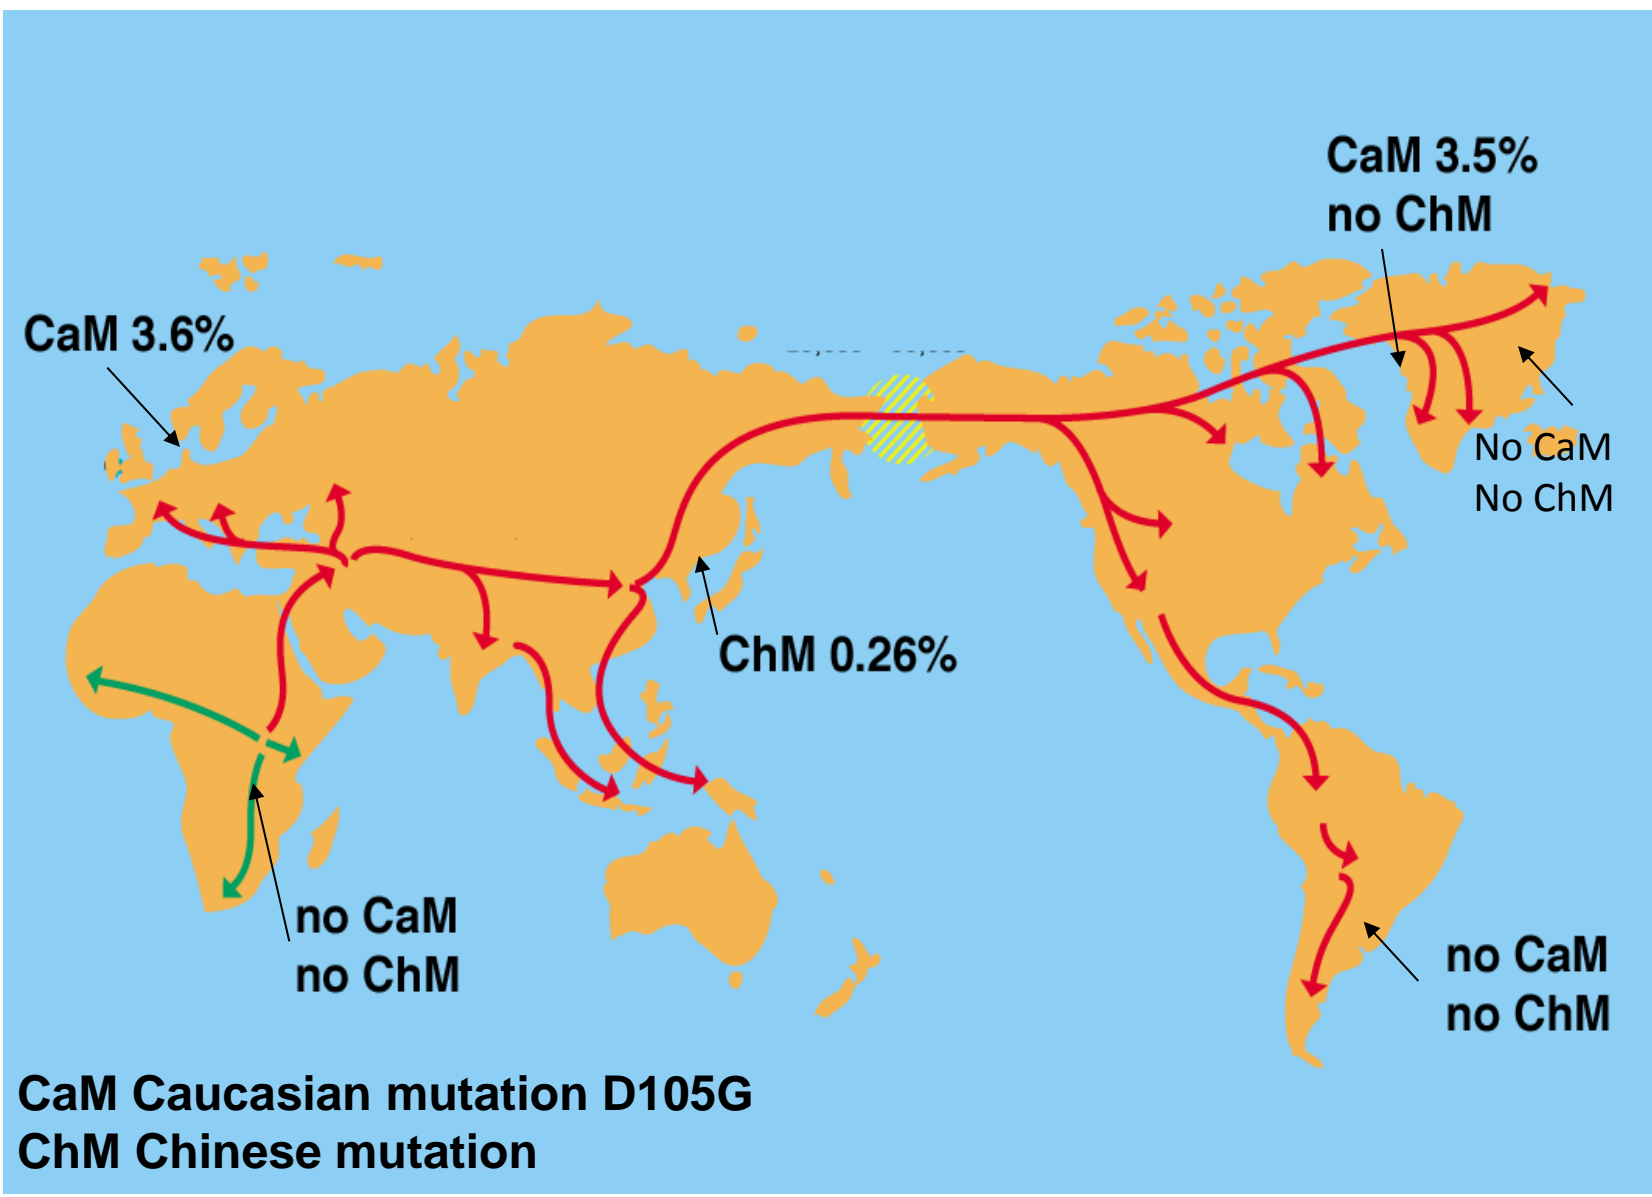 CaM 3.5%
no ChM
CaM 3.6%
No CaM
No ChM
ChM 0.26%
no CaM
no ChM
no CaM
no ChM
CaM Caucasian mutation D105G
ChM Chinese mutation